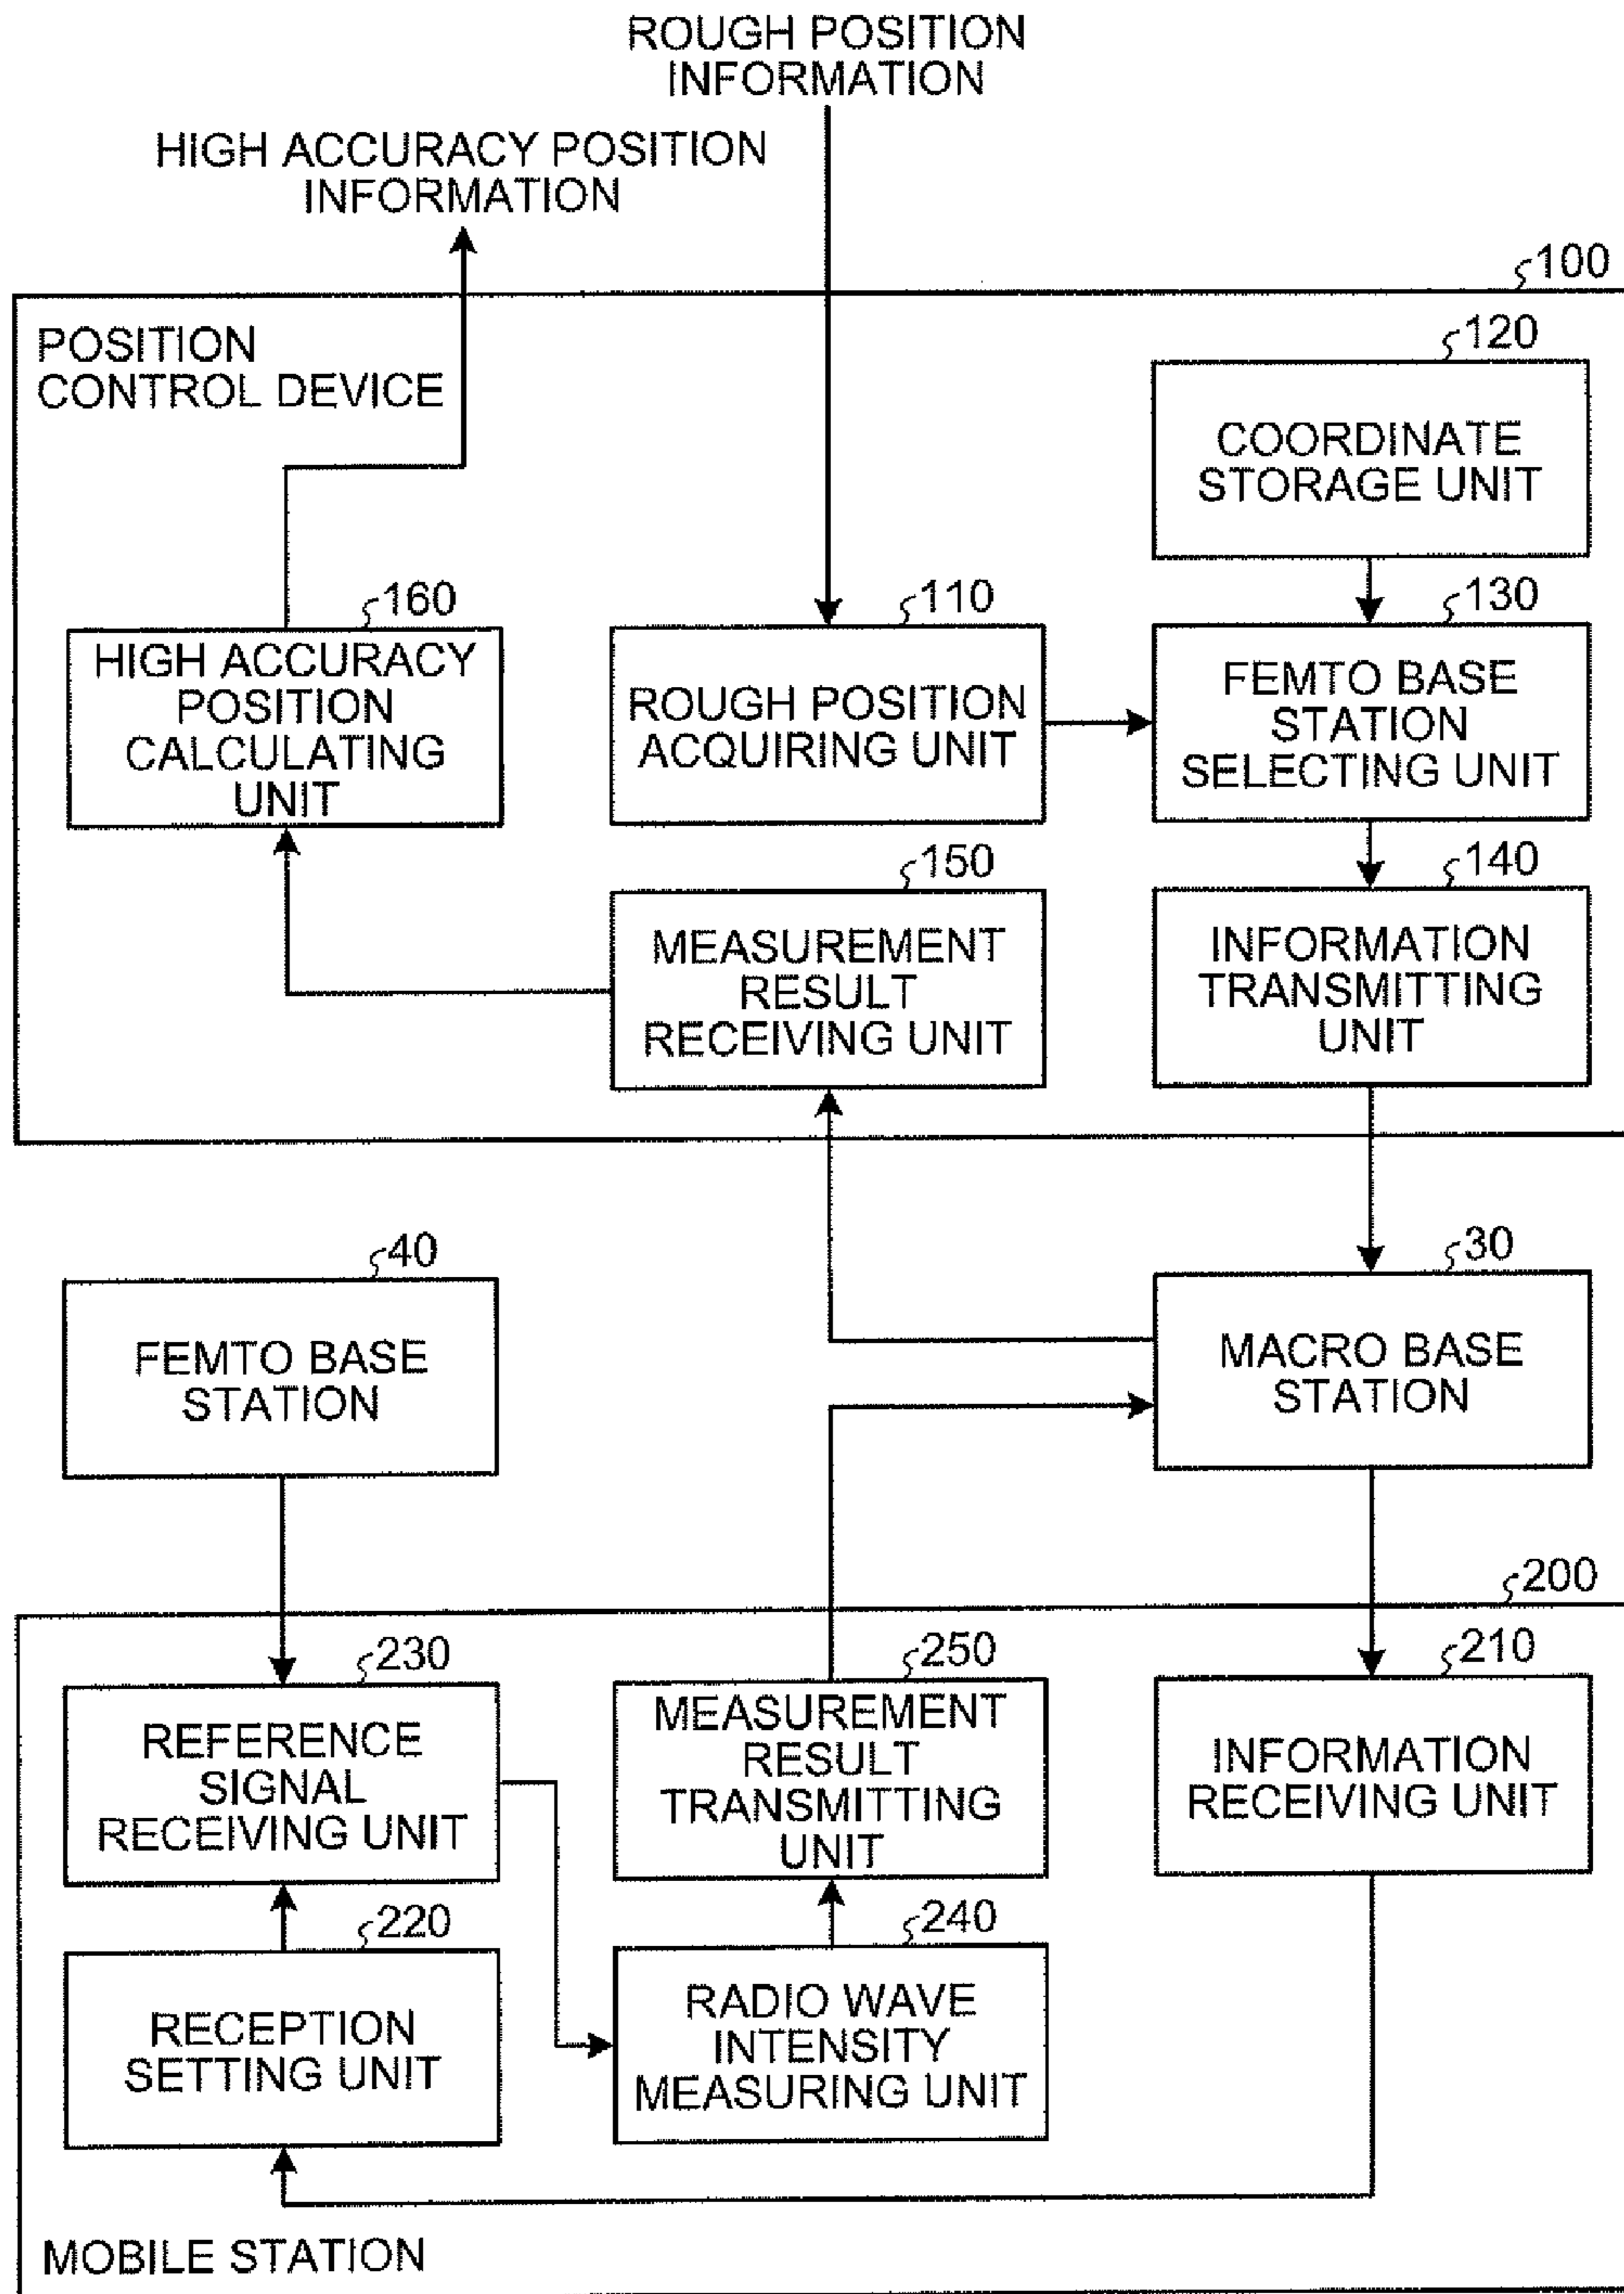 ROUGH POSITION
INFORMATION
HIGH ACCURACY POSITION
INFORMATION
100
POSITION
CONTROL DEVICE
120
COORDINATE
STORAGE UNIT
160
HIGH ACCURACY
POSITION
CALCULATING
UNIT
110
ROUGH POSITION
ACQUIRING UNIT
130
FEMTO BASE
STATION
SELECTING UNIT
150
MEASUREMENT
RESULT
RECEIVING UNIT
140
INFORMATION
TRANSMITTING
UNIT
40
FEMTO BASE
STATION
30
MACRO BASE
STATION
200
230
REFERENCE
SIGNAL
RECEIVING UNIT
250
MEASUREMENT
RESULT
TRANSMITTING
UNIT
210
INFORMATION
RECEIVING UNIT
220
RECEPTION
SETTING UNIT
240
RADIO WAVE
INTENSITY
MEASURING UNIT
MOBILE STATION